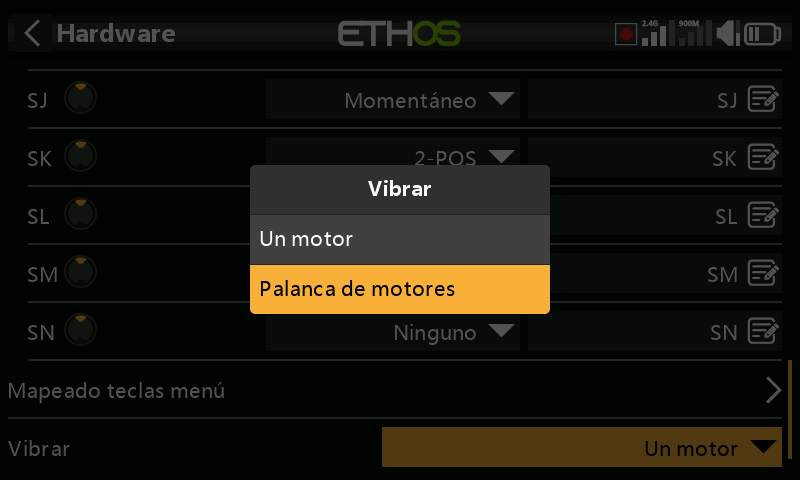 Hardware
ETHOS
2.4G
900M
SJ
Momentáneo
SJ
SK
2-POS
SK
SL
SL
SM
SM
SN
Ninguno
SN
Vibrar
Un motor
Palanca de motores
Mapeado teclas menú
Vibrar
Un motor